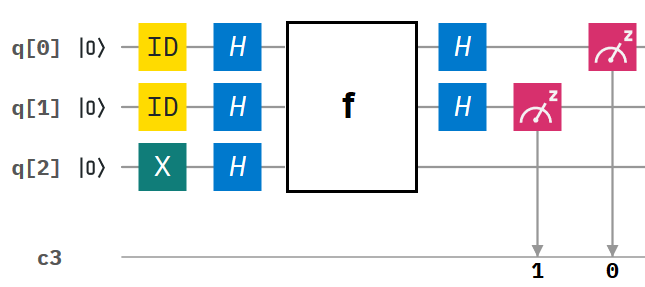 q[0] |0⟩ ID H H z
q[1] |0⟩ ID H f H z
q[2] |0⟩ X H
c3
1 0